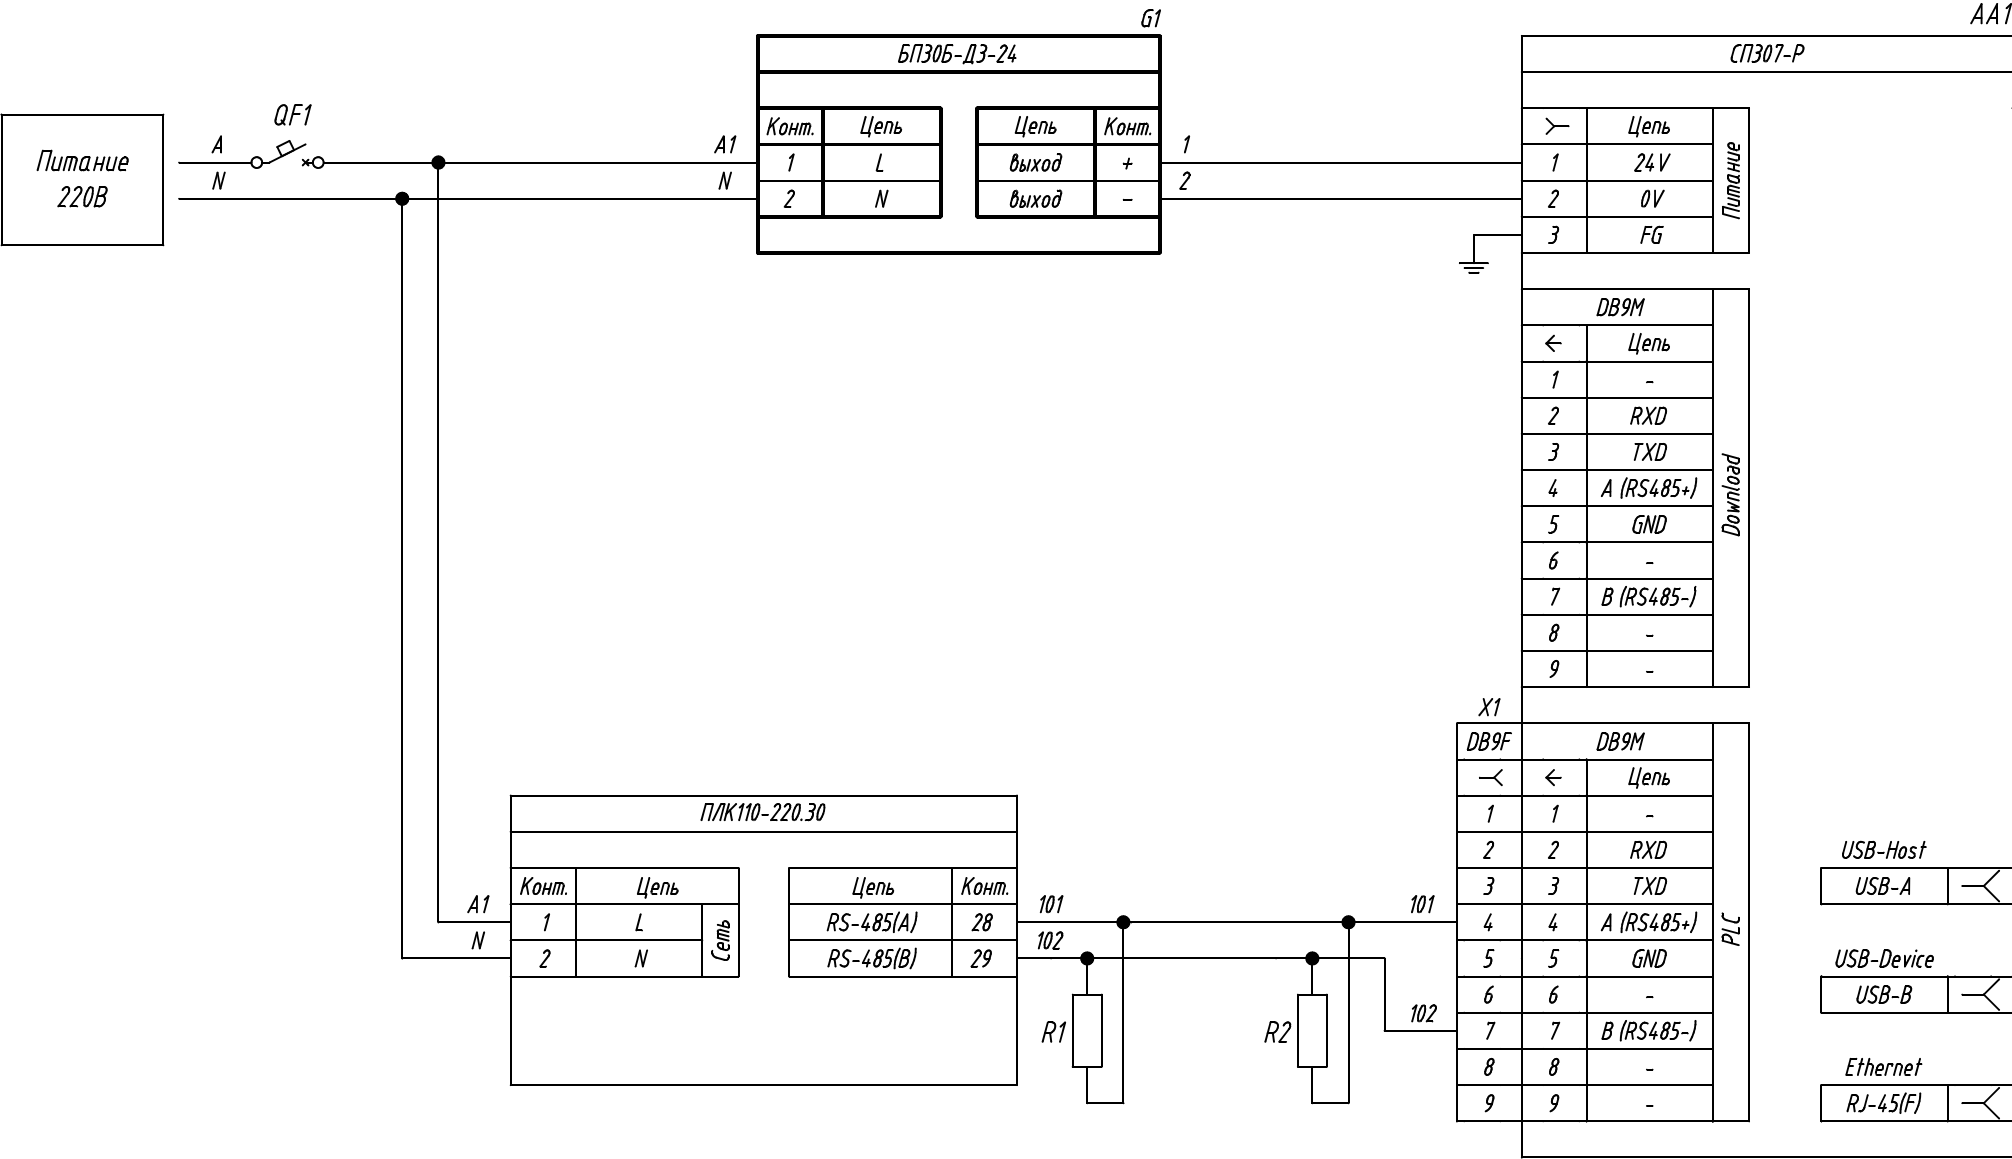 G1
AA1
БП30Б-Д3-24
СП307-Р
Питание
220В
QF1
A
N
A1
N
Конт. Цепь
1 L
2 N
Цепь Конт.
выход +
выход -
1
2
Цепь
1 24V
2 0V
3 FG
Питание
DB9M
Цепь
1 -
2 RXD
3 TXD
4 A (RS485+)
5 GND
6 -
7 B (RS485-)
8 -
9 -
Download
X1
DB9F DB9M
Цепь
1 1 -
2 2 RXD
3 3 TXD
4 4 A (RS485+)
5 5 GND
6 6 -
7 7 B (RS485-)
8 8 -
9 9 -
PLC
ПЛК110-220.30
A1
N
Конт. Цепь
1 L
2 N
Сеть
Цепь Конт.
RS-485(A) 28
RS-485(B) 29
101
102
101
102
R1
R2
USB-Host
USB-A
USB-Device
USB-B
Ethernet
RJ-45(F)